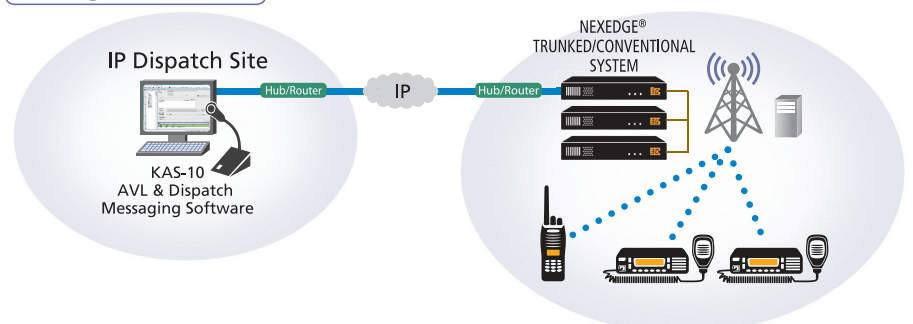 IP Dispatch Site
KAS-10
AVL & Dispatch
Messaging Software
Hub/Router
IP
Hub/Router
NEXEDGE®
TRUNKED/CONVENTIONAL
SYSTEM